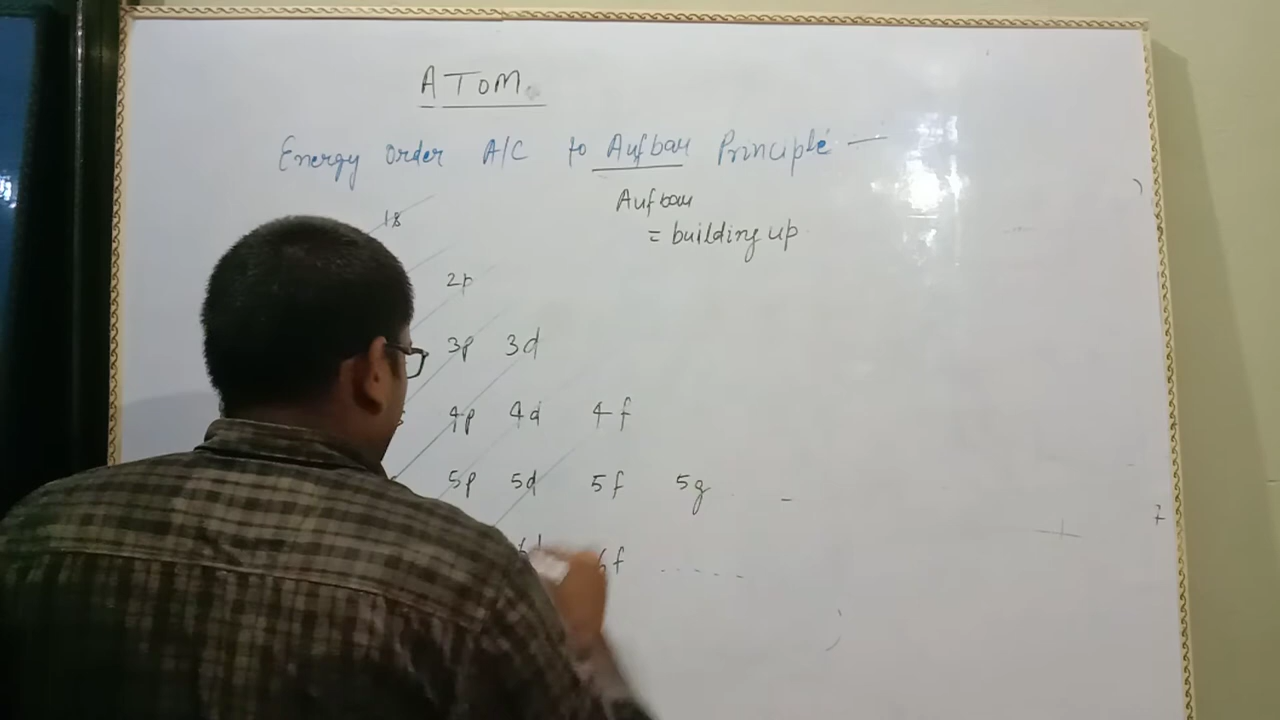 ATOM
Energy Order A/C to Aufbau Principle —
Aufbau
= building up
1s
2p
3p 3d
4p 4d 4f
5p 5d 5f 5g -
6d 6f ......